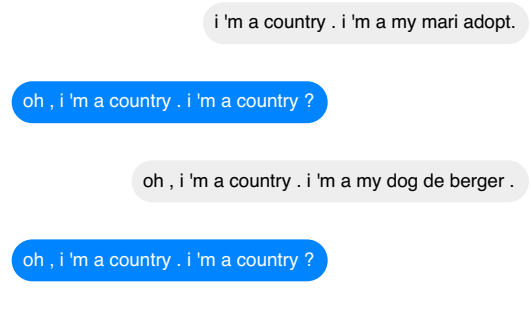 i 'm a country . i 'm a my mari adopt.
oh , i 'm a country . i 'm a country ?
oh , i 'm a country . i 'm a my dog de berger .
oh , i 'm a country . i 'm a country ?